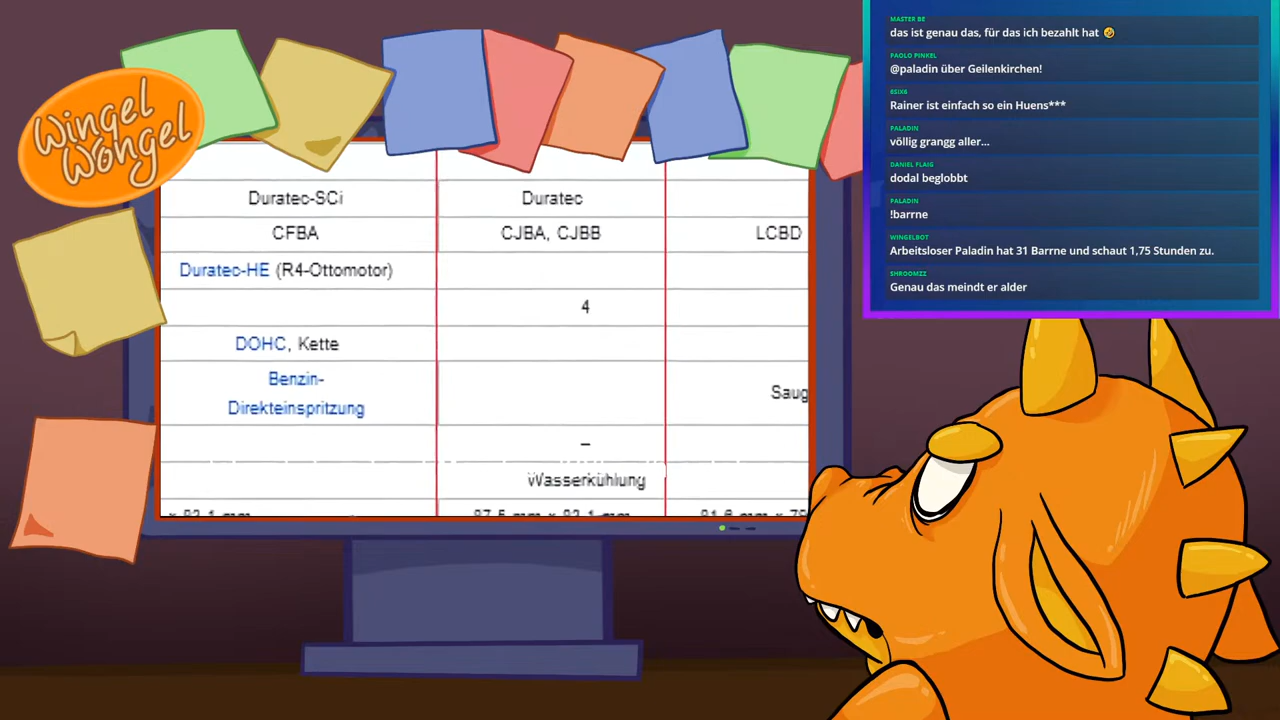 Wingel
Wongel
Duratec-SCi
Duratec
CFBA
CJBA, CJBB
LCBD
Duratec-HE (R4-Ottomotor)
4
DOHC, Kette
Benzin-
Direkteinspritzung
Saug
–
Wasserkühlung
MASTER BE
das ist genau das, für das ich bezahlt hat 🤣
PAOLO PINKEL
@paladin über Geilenkirchen!
ESIX6
Rainer ist einfach so ein Huens***
PALADIN
völlig grangg aller...
DANIEL FLAIG
dodal beglobbt
PALADIN
!barrne
WINGELBOT
Arbeitsloser Paladin hat 31 Barrne und schaut 1,75 Stunden zu.
SHROOMZZ
Genau das meindt er alder